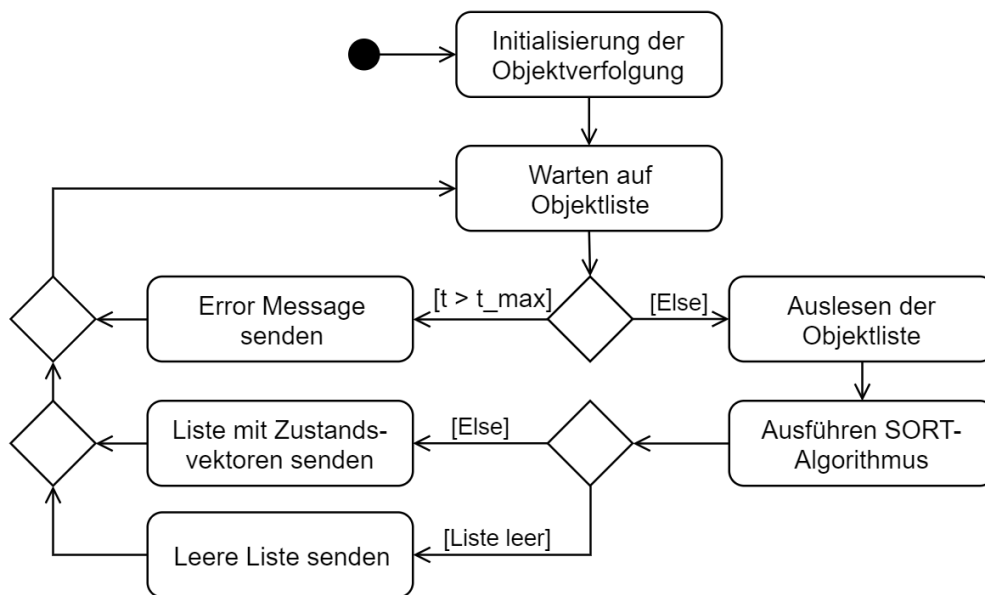 Initialisierung der
Objektverfolgung
Warten auf
Objektliste
[t > t_max]
[Else]
Error Message
senden
Auslesen der
Objektliste
Liste mit Zustands-
vektoren senden
[Else]
Ausführen SORT-
Algorithmus
Leere Liste senden
[Liste leer]